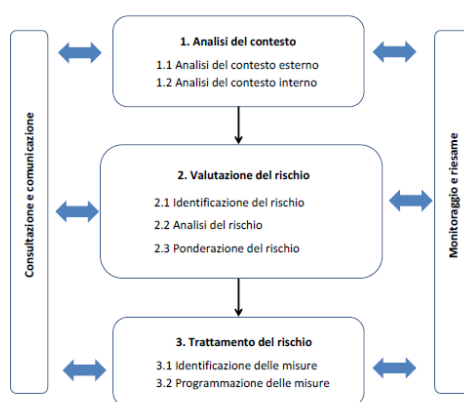 Consultazione e comunicazione
1. Analisi del contesto
1.1 Analisi del contesto esterno
1.2 Analisi del contesto interno
2. Valutazione del rischio
2.1 Identificazione del rischio
2.2 Analisi del rischio
2.3 Ponderazione del rischio
3. Trattamento del rischio
3.1 Identificazione delle misure
3.2 Programmazione delle misure
Monitoraggio e riesame